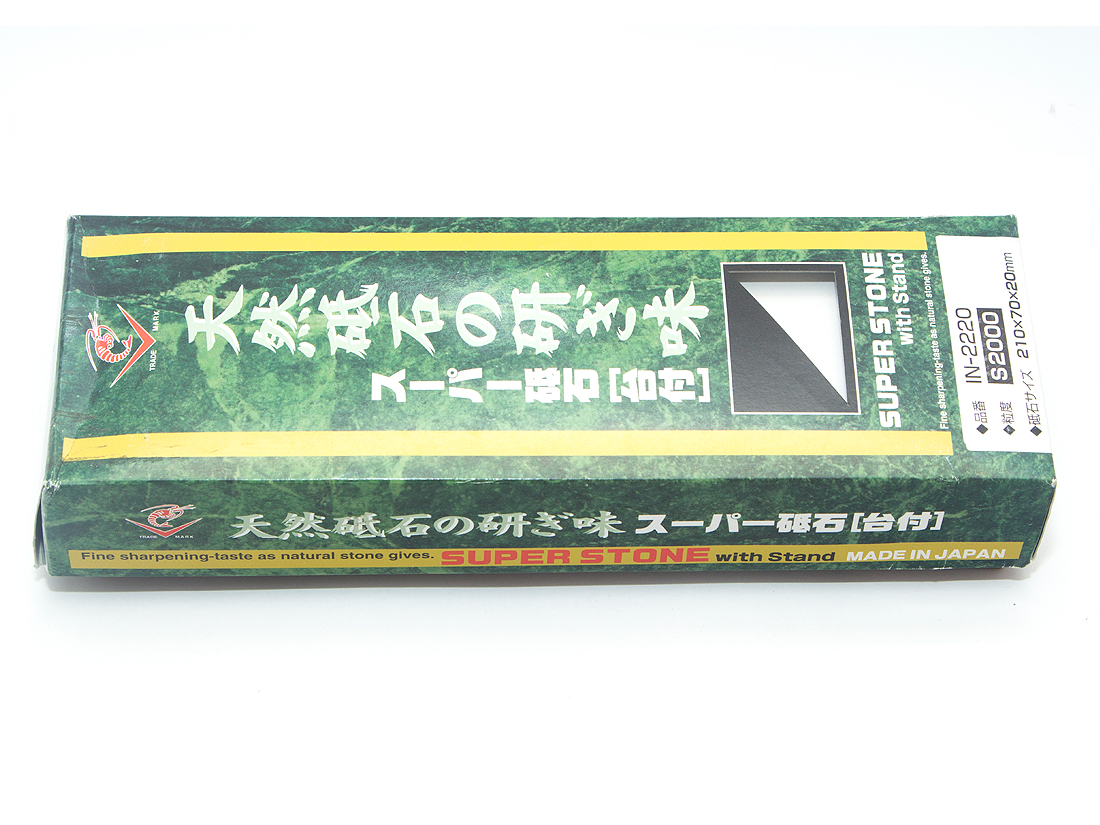 TRADE MARK
天然砥石の研ぎ味
スーパー砥石[台付]
SUPER STONE
with Stand
Fine sharpening-taste as natural stone gives.
◆品番 IN-2220
◆粒度 S2000
◆砥石サイズ 210×70×20mm
TRADE MARK
天然砥石の研ぎ味 スーパー砥石[台付]
Fine sharpening-taste as natural stone gives. SUPER STONE with Stand MADE IN JAPAN